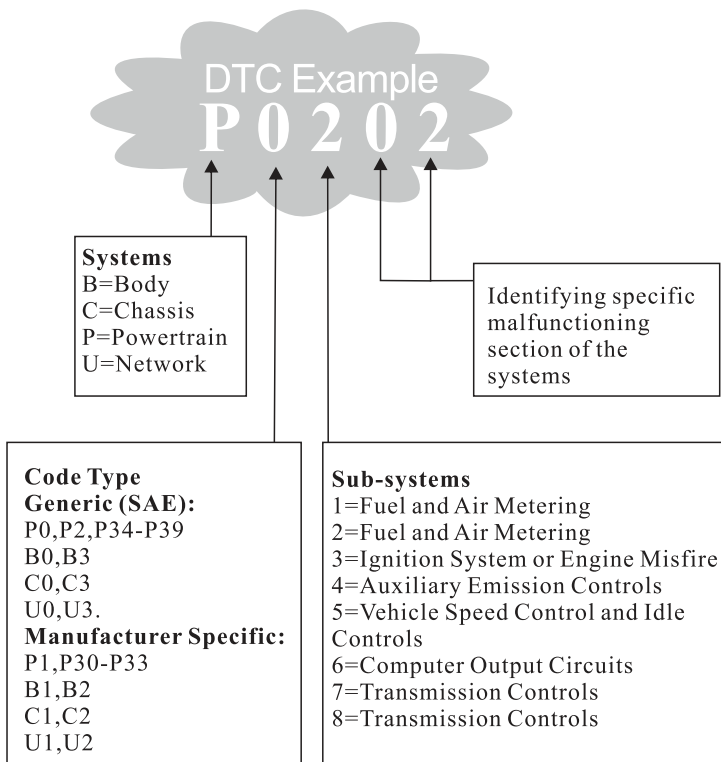 DTC Example
P0202
Systems
B=Body
C=Chassis
P=Powertrain
U=Network
Identifying specific
malfunctioning
section of the
systems
Code Type
Generic (SAE):
P0,P2,P34-P39
B0,B3
C0,C3
U0,U3.
Manufacturer Specific:
P1,P30-P33
B1,B2
C1,C2
U1,U2
Sub-systems
1=Fuel and Air Metering
2=Fuel and Air Metering
3=Ignition System or Engine Misfire
4=Auxiliary Emission Controls
5=Vehicle Speed Control and Idle
Controls
6=Computer Output Circuits
7=Transmission Controls
8=Transmission Controls